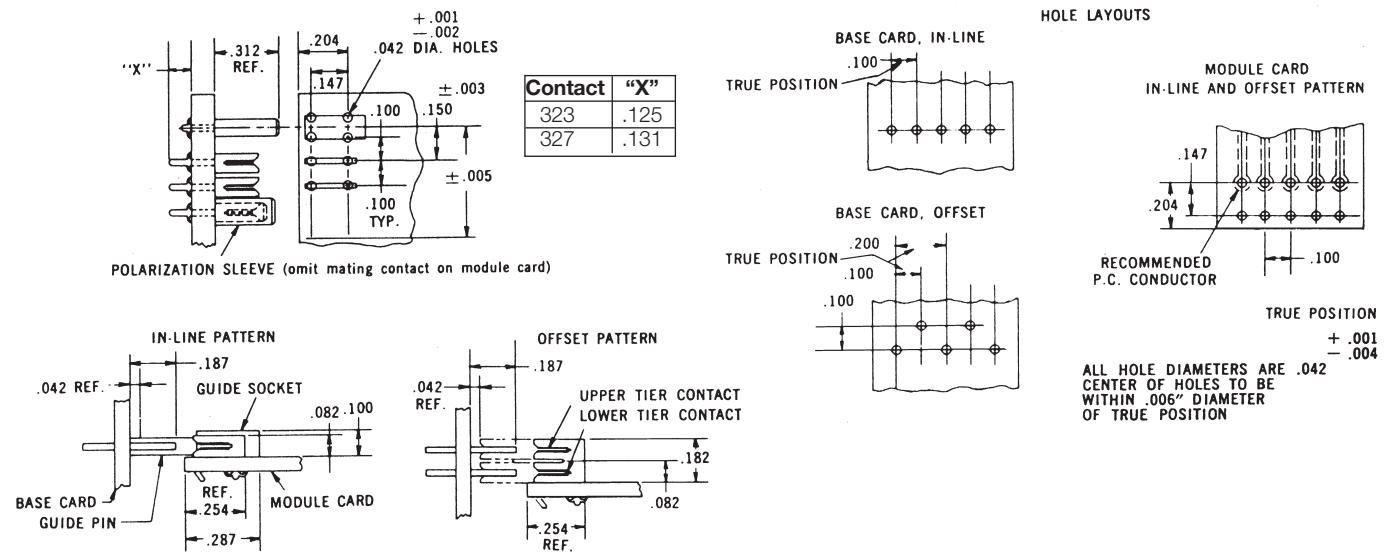 + .001
− .002
.042 DIA. HOLES
.204
.312
REF.
"X"
.147
± .003
.100
.150
± .005
.100
TYP.
POLARIZATION SLEEVE (omit mating contact on module card)
Contact "X"
323 .125
327 .131
HOLE LAYOUTS
BASE CARD, IN-LINE
.100
TRUE POSITION
BASE CARD, OFFSET
.200
TRUE POSITION
.100
.100
MODULE CARD
IN-LINE AND OFFSET PATTERN
.147
.204
RECOMMENDED
P.C. CONDUCTOR
.100
TRUE POSITION
+ .001
− .004
ALL HOLE DIAMETERS ARE .042
CENTER OF HOLES TO BE
WITHIN .006" DIAMETER
OF TRUE POSITION
IN-LINE PATTERN
.187
.042 REF.
GUIDE SOCKET
.082
.100
BASE CARD
GUIDE PIN
REF.
.254
.287
MODULE CARD
OFFSET PATTERN
.187
.042
REF.
UPPER TIER CONTACT
LOWER TIER CONTACT
.182
.082
.254
REF.